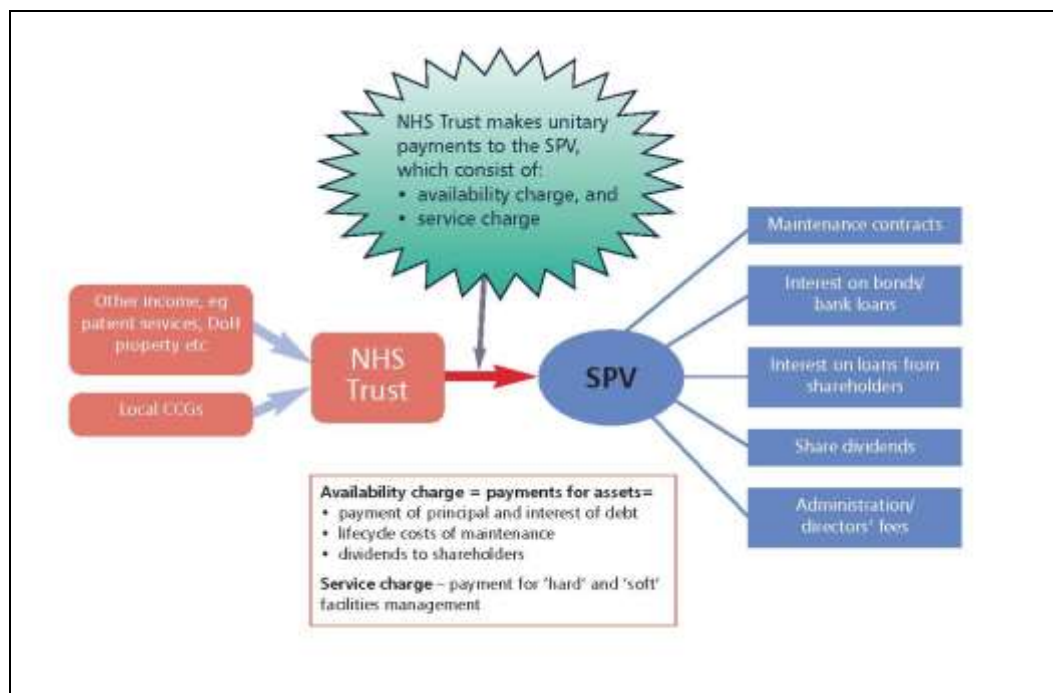 NHS Trust makes unitary
payments to the SPV,
which consist of:
• availability charge, and
• service charge
Other income, eg
patient services, DoH
property etc
Local CCGs
NHS
Trust
SPV
Maintenance contracts
Interest on bonds/
bank loans
Interest on loans from
shareholders
Share dividends
Administration/
directors' fees
Availability charge = payments for assets=
• payment of principal and interest of debt
• lifecycle costs of maintenance
• dividends to shareholders
Service charge – payment for 'hard' and 'soft'
facilities management